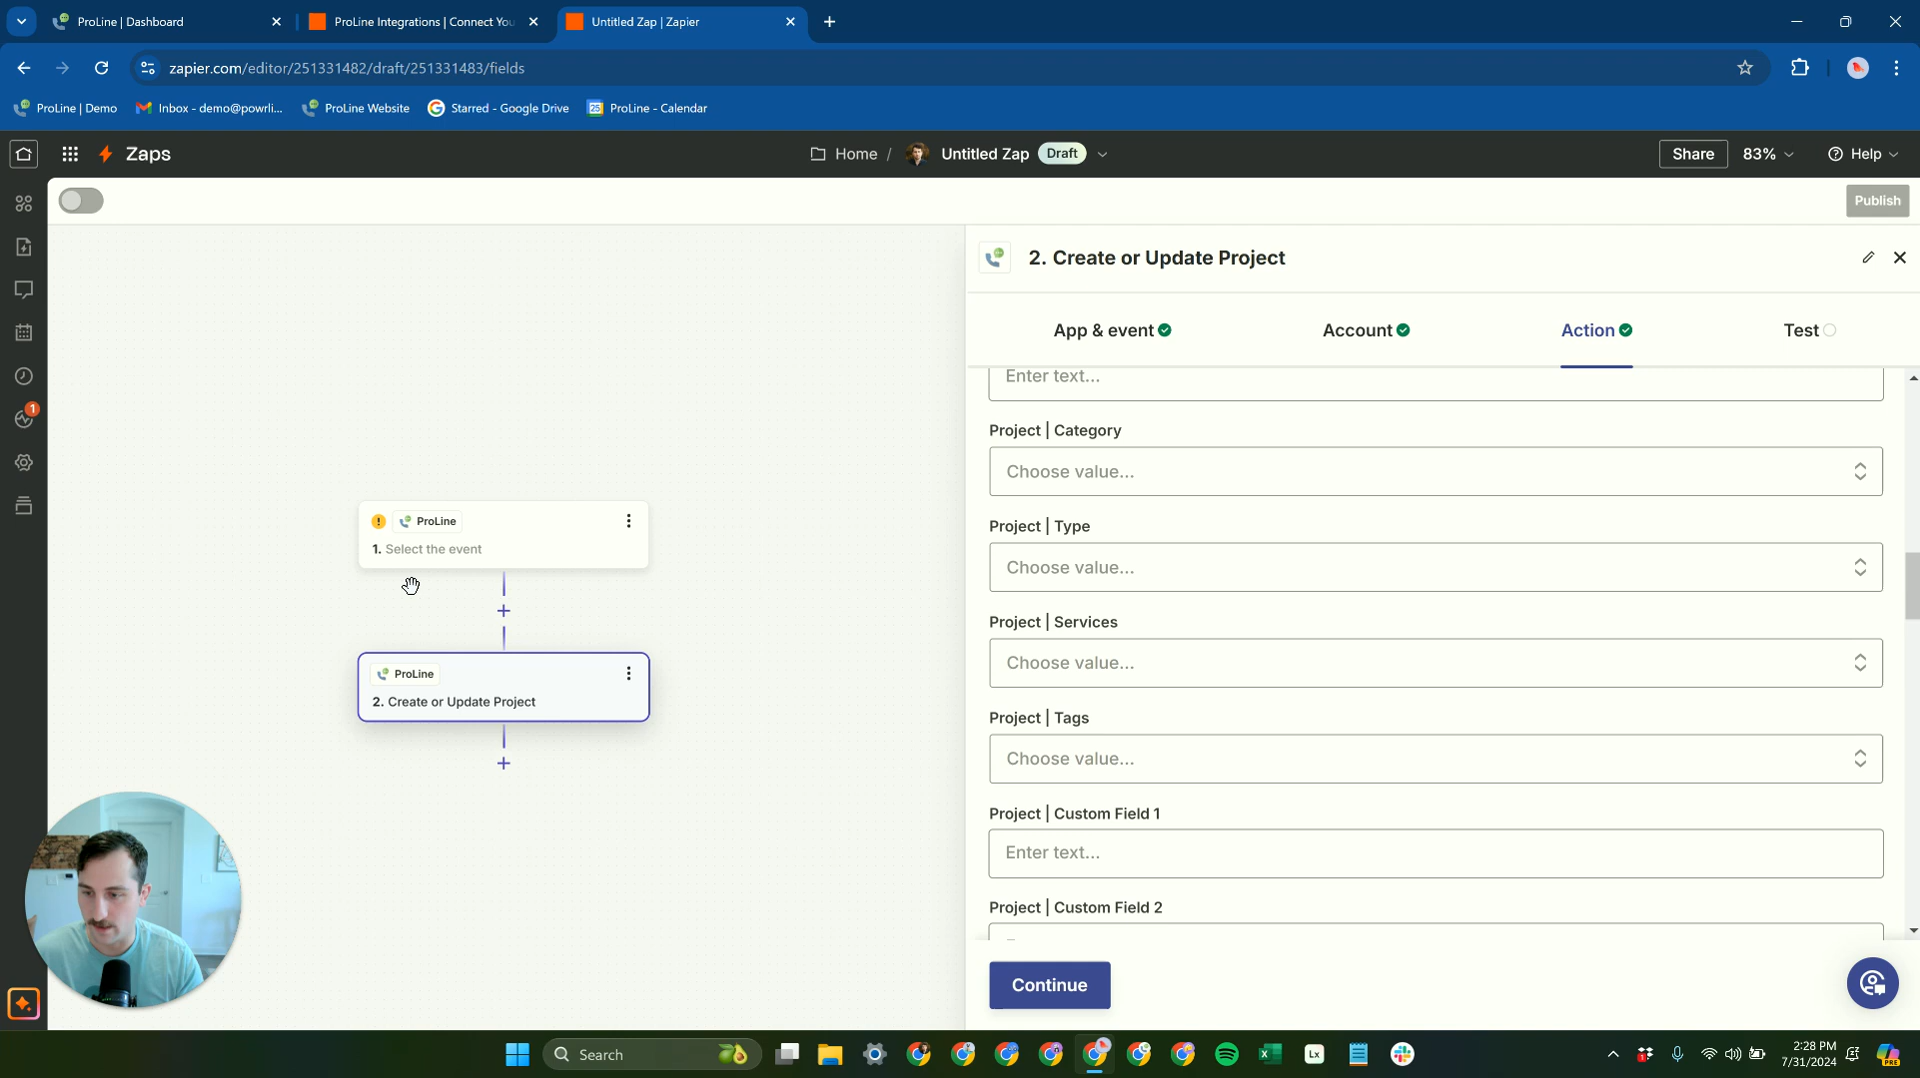 ProLine | Dashboard
ProLine Integrations | Connect You
Untitled Zap | Zapier
zapier.com/editor/251331482/draft/251331483/fields
ProLine | Demo
Inbox - demo@powrli...
ProLine Website
Starred - Google Drive
25
ProLine - Calendar
Zaps
Home /
Untitled Zap
Draft
Share
83%
Help
Publish
2. Create or Update Project
App & event
Account
Action
Test
Enter text...
Project | Category
Choose value...
Project | Type
Choose value...
Project | Services
Choose value...
Project | Tags
Choose value...
Project | Custom Field 1
Enter text...
Project | Custom Field 2
Continue
1
ProLine
1. Select the event
ProLine
2. Create or Update Project
Search
Lx
2:28 PM
7/31/2024
PRE